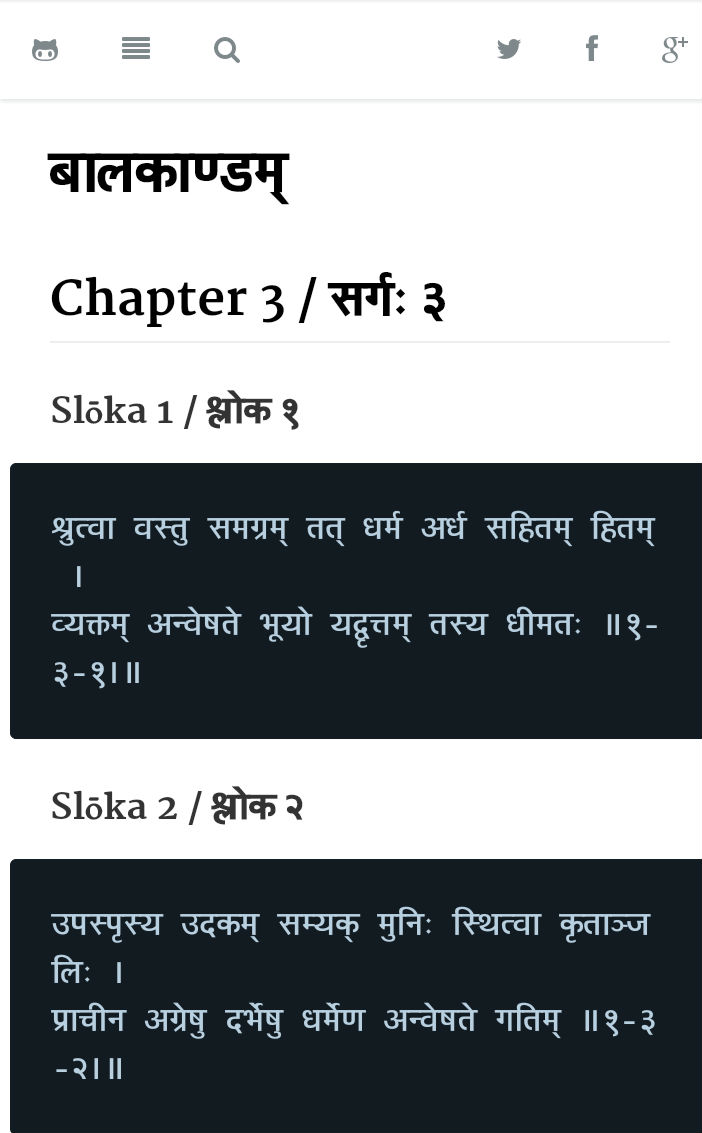 बालकाण्डम्
Chapter 3 / सर्गः ३
Slōka 1 / श्लोक १
श्रुत्वा वस्तु समग्रम् तत् धर्म अर्ध सहितम् हितम्
।
व्यक्तम् अन्वेषते भूयो यद्वृत्तम् तस्य धीमतः ॥१-
३-१।॥
Slōka 2 / श्लोक २
उपस्पृस्य उदकम् सम्यक् मुनिः स्थित्वा कृताञ्ज
लिः ।
प्राचीन अग्रेषु दर्भेषु धर्मेण अन्वेषते गतिम् ॥१-३
-२।॥